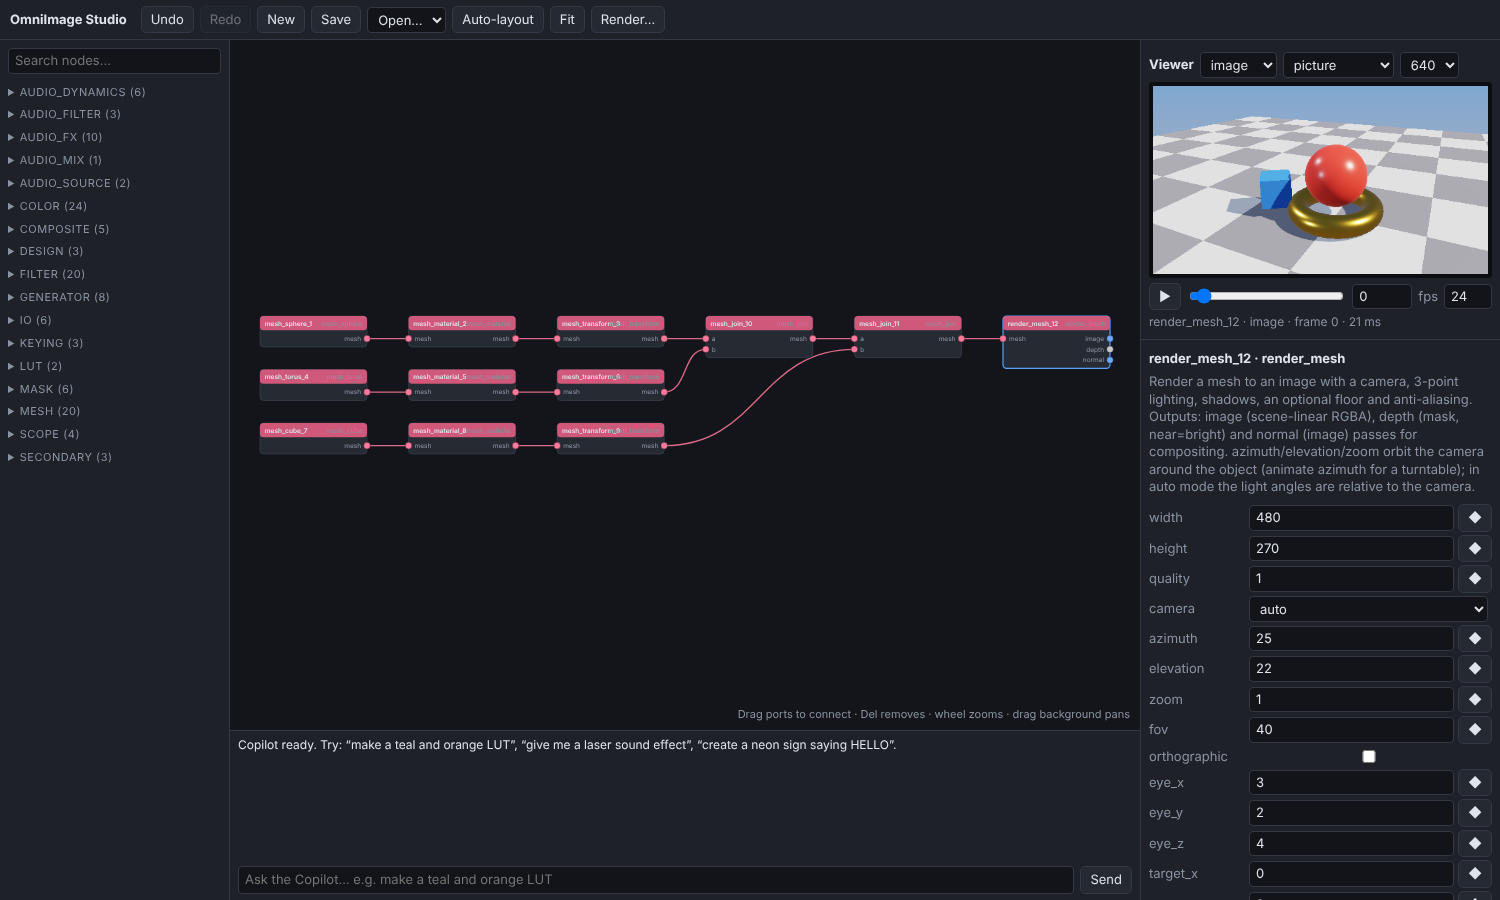 OmniImage Studio Undo Redo New Save Open... Auto-layout Fit Render...
Search nodes...
AUDIO_DYNAMICS (6)
AUDIO_FILTER (3)
AUDIO_FX (10)
AUDIO_MIX (1)
AUDIO_SOURCE (2)
COLOR (24)
COMPOSITE (5)
DESIGN (3)
FILTER (20)
GENERATOR (8)
IO (6)
KEYING (3)
LUT (2)
MASK (6)
MESH (20)
SCOPE (4)
SECONDARY (3)
mesh_sphere_1
mesh
mesh_material_2
mesh mesh
mesh_transform_3
mesh mesh
mesh_join_10
a mesh
b
mesh_join_11
a mesh
b
render_mesh_12
mesh image
depth
normal
mesh_torus_4
mesh
mesh_material_5
mesh mesh
mesh_transform_6
mesh mesh
mesh_cube_7
mesh
mesh_material_8
mesh mesh
mesh_transform_9
mesh mesh
Drag ports to connect · Del removes · wheel zooms · drag background pans
Copilot ready. Try: “make a teal and orange LUT”, “give me a laser sound effect”, “create a neon sign saying HELLO”.
Ask the Copilot... e.g. make a teal and orange LUT Send
Viewer image picture 640
0 fps 24
render_mesh_12 · image · frame 0 · 21 ms
render_mesh_12 · render_mesh
Render a mesh to an image with a camera, 3-point
lighting, shadows, an optional floor and anti-aliasing.
Outputs: image (scene-linear RGBA), depth (mask,
near=bright) and normal (image) passes for
compositing. azimuth/elevation/zoom orbit the camera
around the object (animate azimuth for a turntable); in
auto mode the light angles are relative to the camera.
width 480
height 270
quality 1
camera auto
azimuth 25
elevation 22
zoom 1
fov 40
orthographic
eye_x 3
eye_y 2
eye_z 4
target_x 0